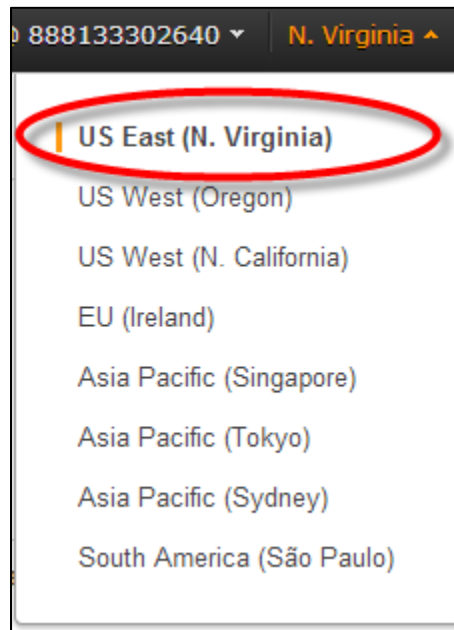 888133302640 N. Virginia
US East (N. Virginia)
US West (Oregon)
US West (N. California)
EU (Ireland)
Asia Pacific (Singapore)
Asia Pacific (Tokyo)
Asia Pacific (Sydney)
South America (São Paulo)